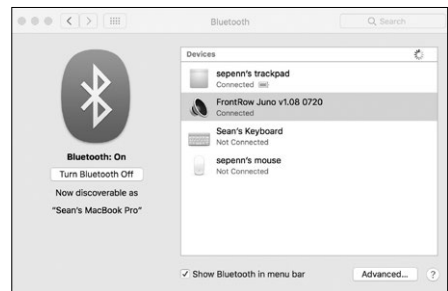 Bluetooth
Search
Devices
sepenn's trackpad
Connected
FrontRow Juno v1.08 0720
Connected
Sean's Keyboard
Not Connected
sepenn's mouse
Not Connected
Bluetooth: On
Turn Bluetooth Off
Now discoverable as
"Sean's MacBook Pro"
Show Bluetooth in menu bar
Advanced...
?